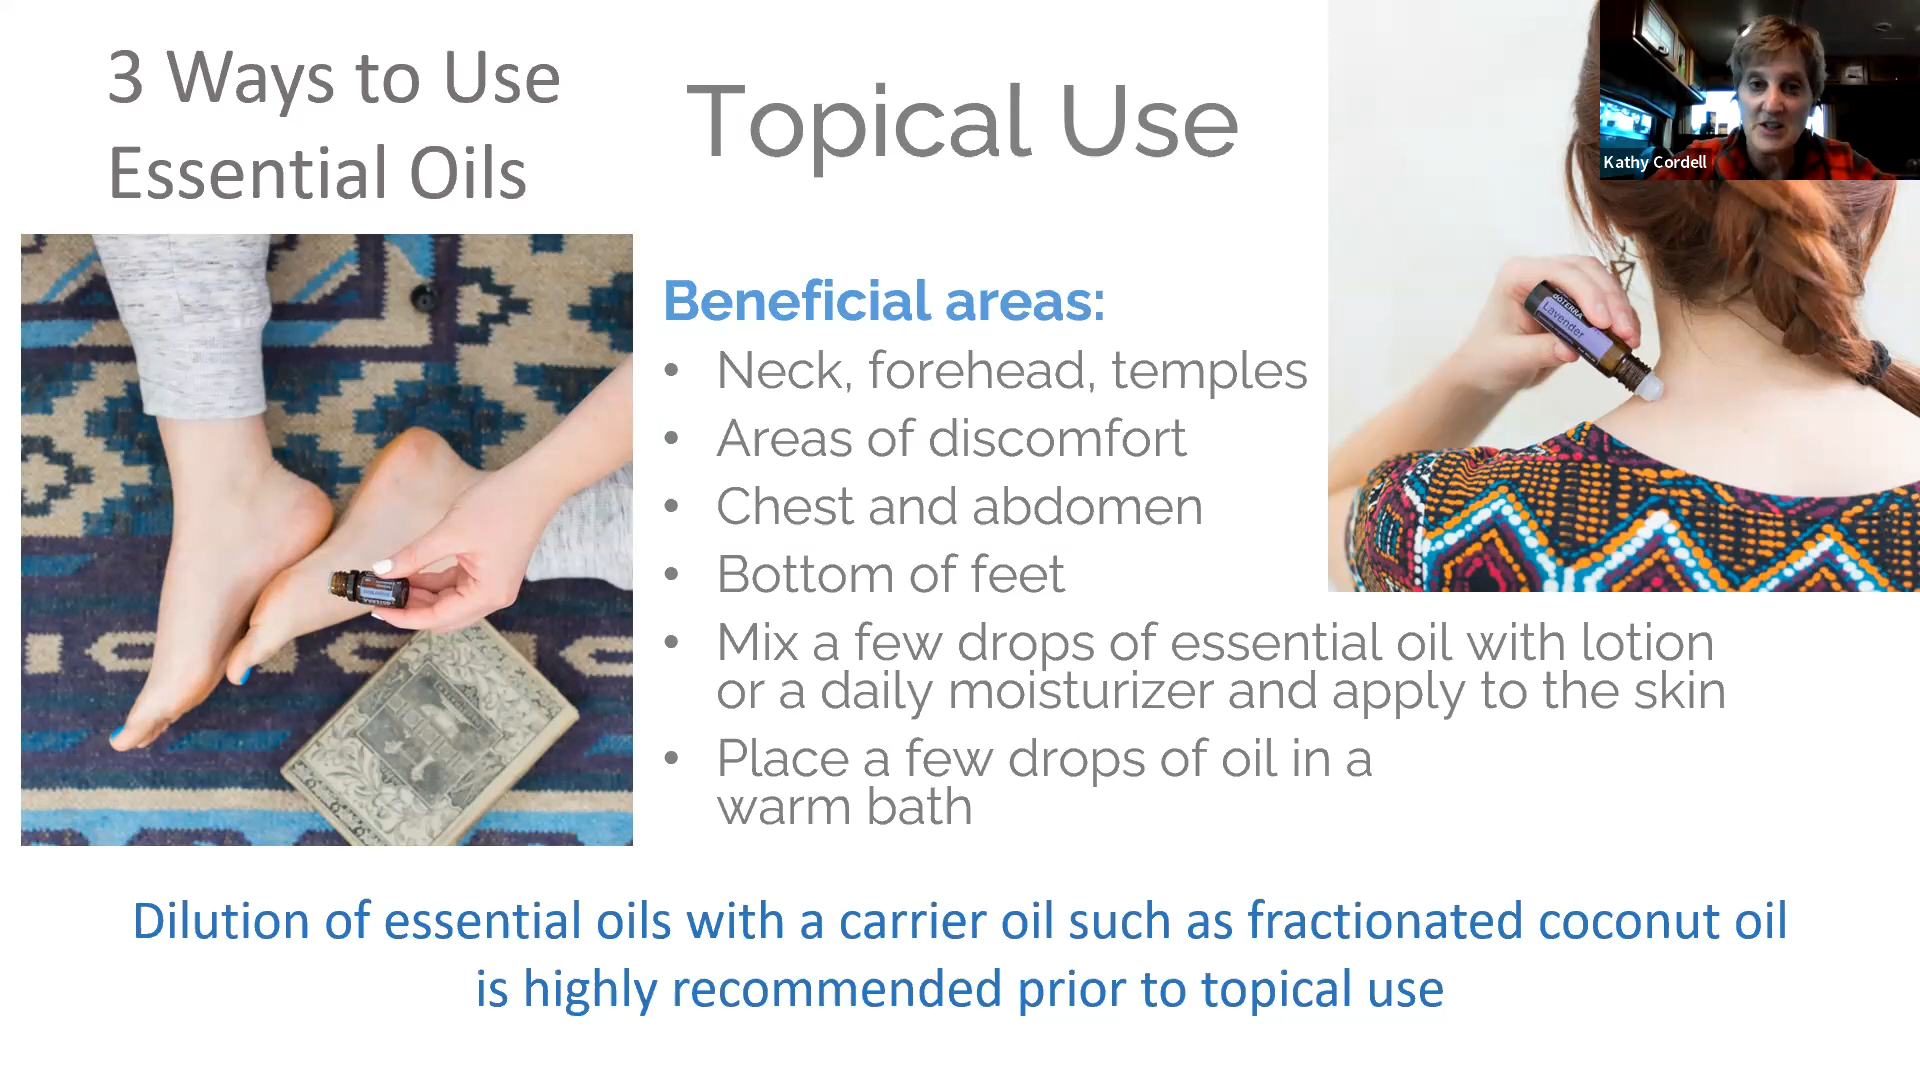 3 Ways to Use
Essential Oils
Topical Use
Kathy Cordell
dōTERRA
Lavender
Beneficial areas:
• Neck, forehead, temples
• Areas of discomfort
• Chest and abdomen
• Bottom of feet
• Mix a few drops of essential oil with lotion
or a daily moisturizer and apply to the skin
• Place a few drops of oil in a
warm bath
dōTERRA
Dilution of essential oils with a carrier oil such as fractionated coconut oil
is highly recommended prior to topical use